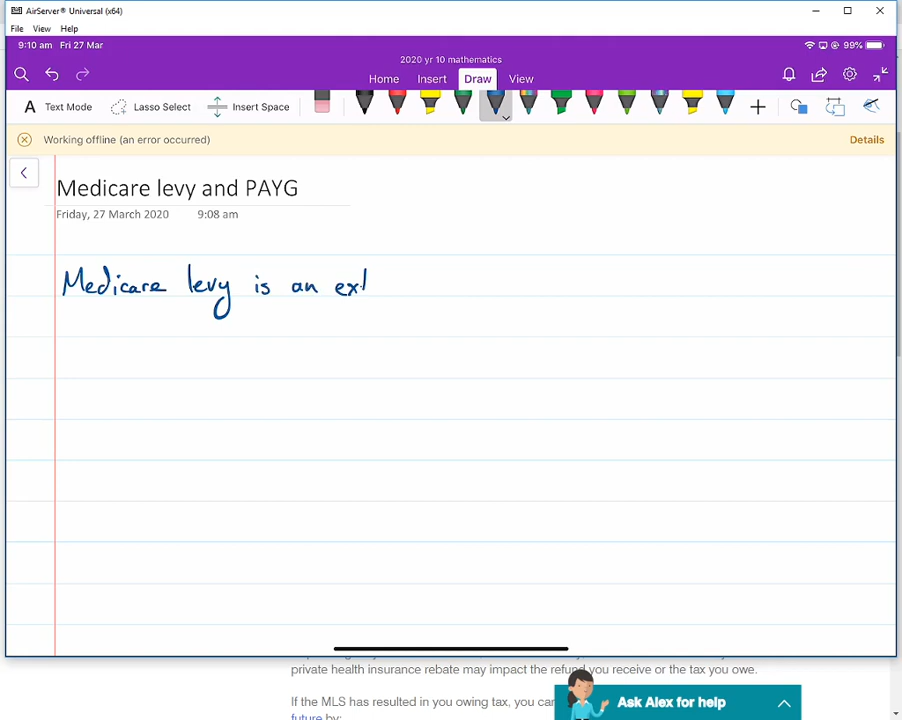 AirServer® Universal (x64)
File View Help
9:10 am Fri 27 Mar
99%
2020 yr 10 mathematics
Home Insert Draw View
A Text Mode Lasso Select Insert Space
Working offline (an error occurred) Details
Medicare levy and PAYG
Friday, 27 March 2020 9:08 am
Medicare levy is an ext
private health insurance rebate may impact the refund you receive or the tax you owe.
If the MLS has resulted in you owing tax, you can
future by:
Ask Alex for help